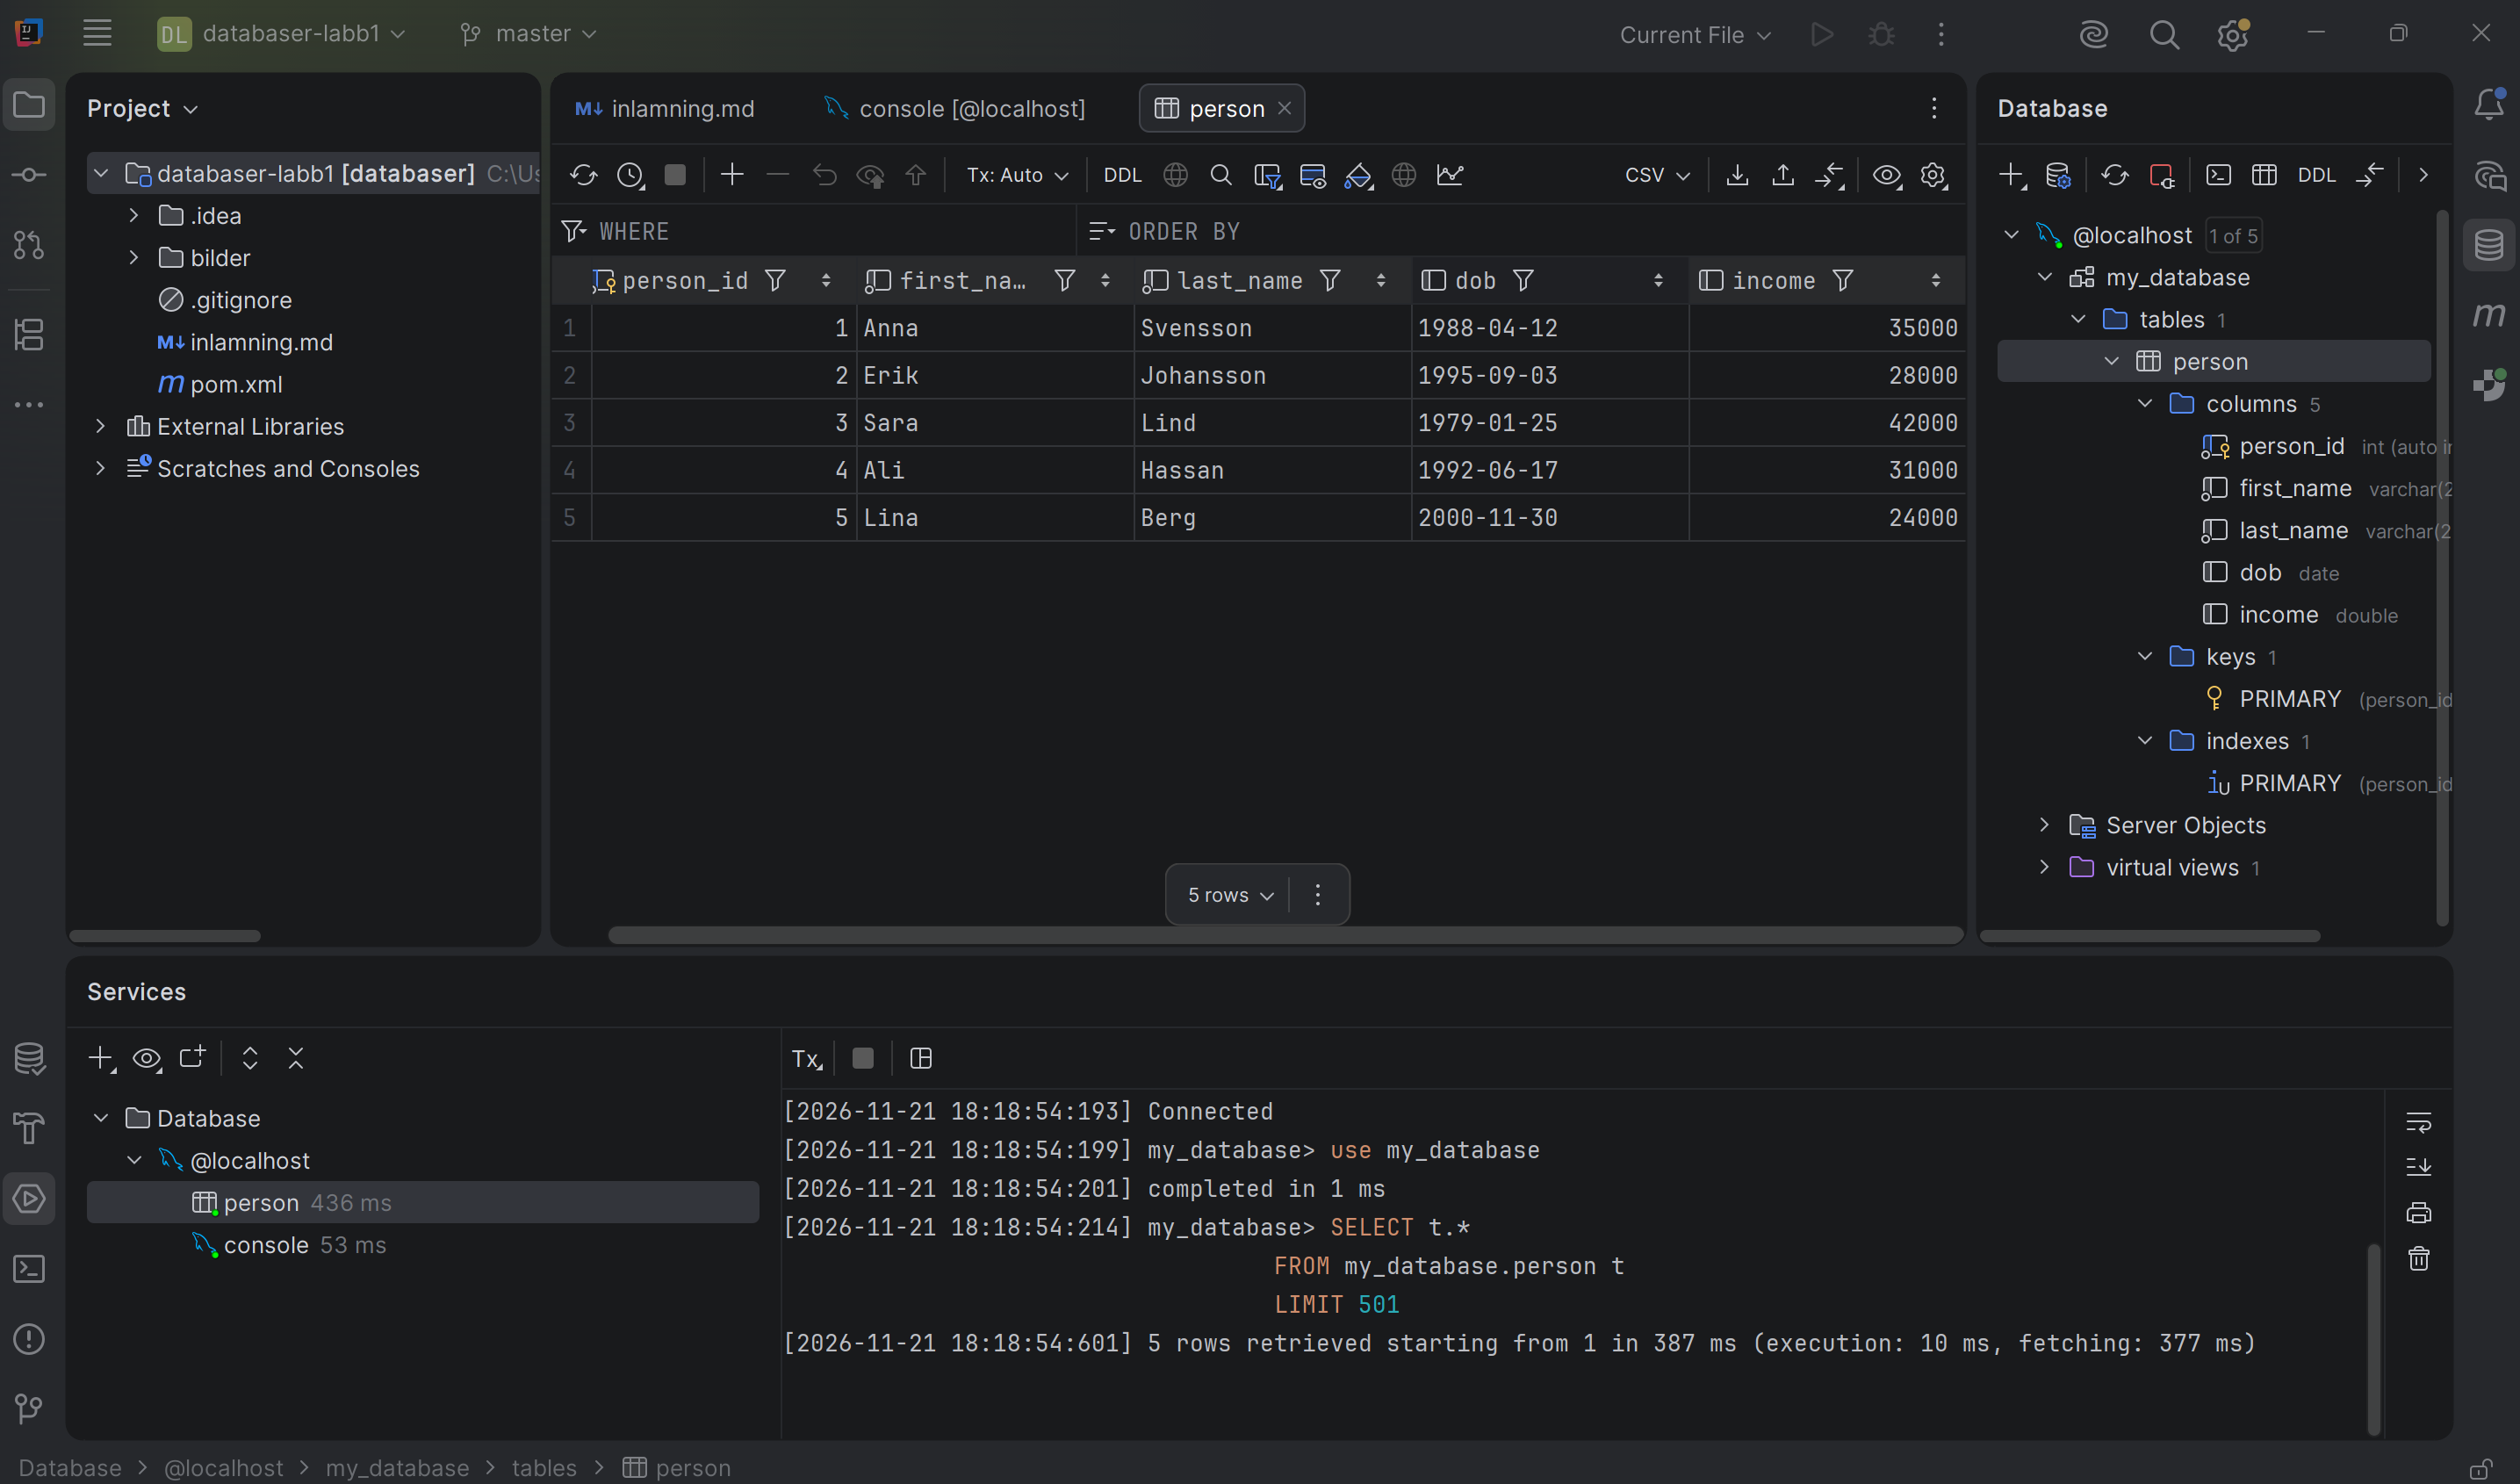 DL databaser-labb1 master Current File
Project
databaser-labb1 [databaser] C:\Us
.idea
bilder
.gitignore
M↓ inlamning.md
m pom.xml
External Libraries
Scratches and Consoles
M↓ inlamning.md console [@localhost] person
Tx: Auto DDL CSV
WHERE ORDER BY
person_id first_na… last_name dob income
1 1 Anna Svensson 1988-04-12 35000
2 2 Erik Johansson 1995-09-03 28000
3 3 Sara Lind 1979-01-25 42000
4 4 Ali Hassan 1992-06-17 31000
5 5 Lina Berg 2000-11-30 24000
5 rows
Database
DDL
@localhost 1 of 5
my_database
tables 1
person
columns 5
person_id int (auto in
first_name varchar(2
last_name varchar(2
dob date
income double
keys 1
PRIMARY (person_id
indexes 1
PRIMARY (person_id
Server Objects
virtual views 1
m
Services
Database
@localhost
person 436 ms
console 53 ms
Tx
[2026-11-21 18:18:54:193] Connected
[2026-11-21 18:18:54:199] my_database> use my_database
[2026-11-21 18:18:54:201] completed in 1 ms
[2026-11-21 18:18:54:214] my_database> SELECT t.*
FROM my_database.person t
LIMIT 501
[2026-11-21 18:18:54:601] 5 rows retrieved starting from 1 in 387 ms (execution: 10 ms, fetching: 377 ms)
Database > @localhost > my_database > tables > person